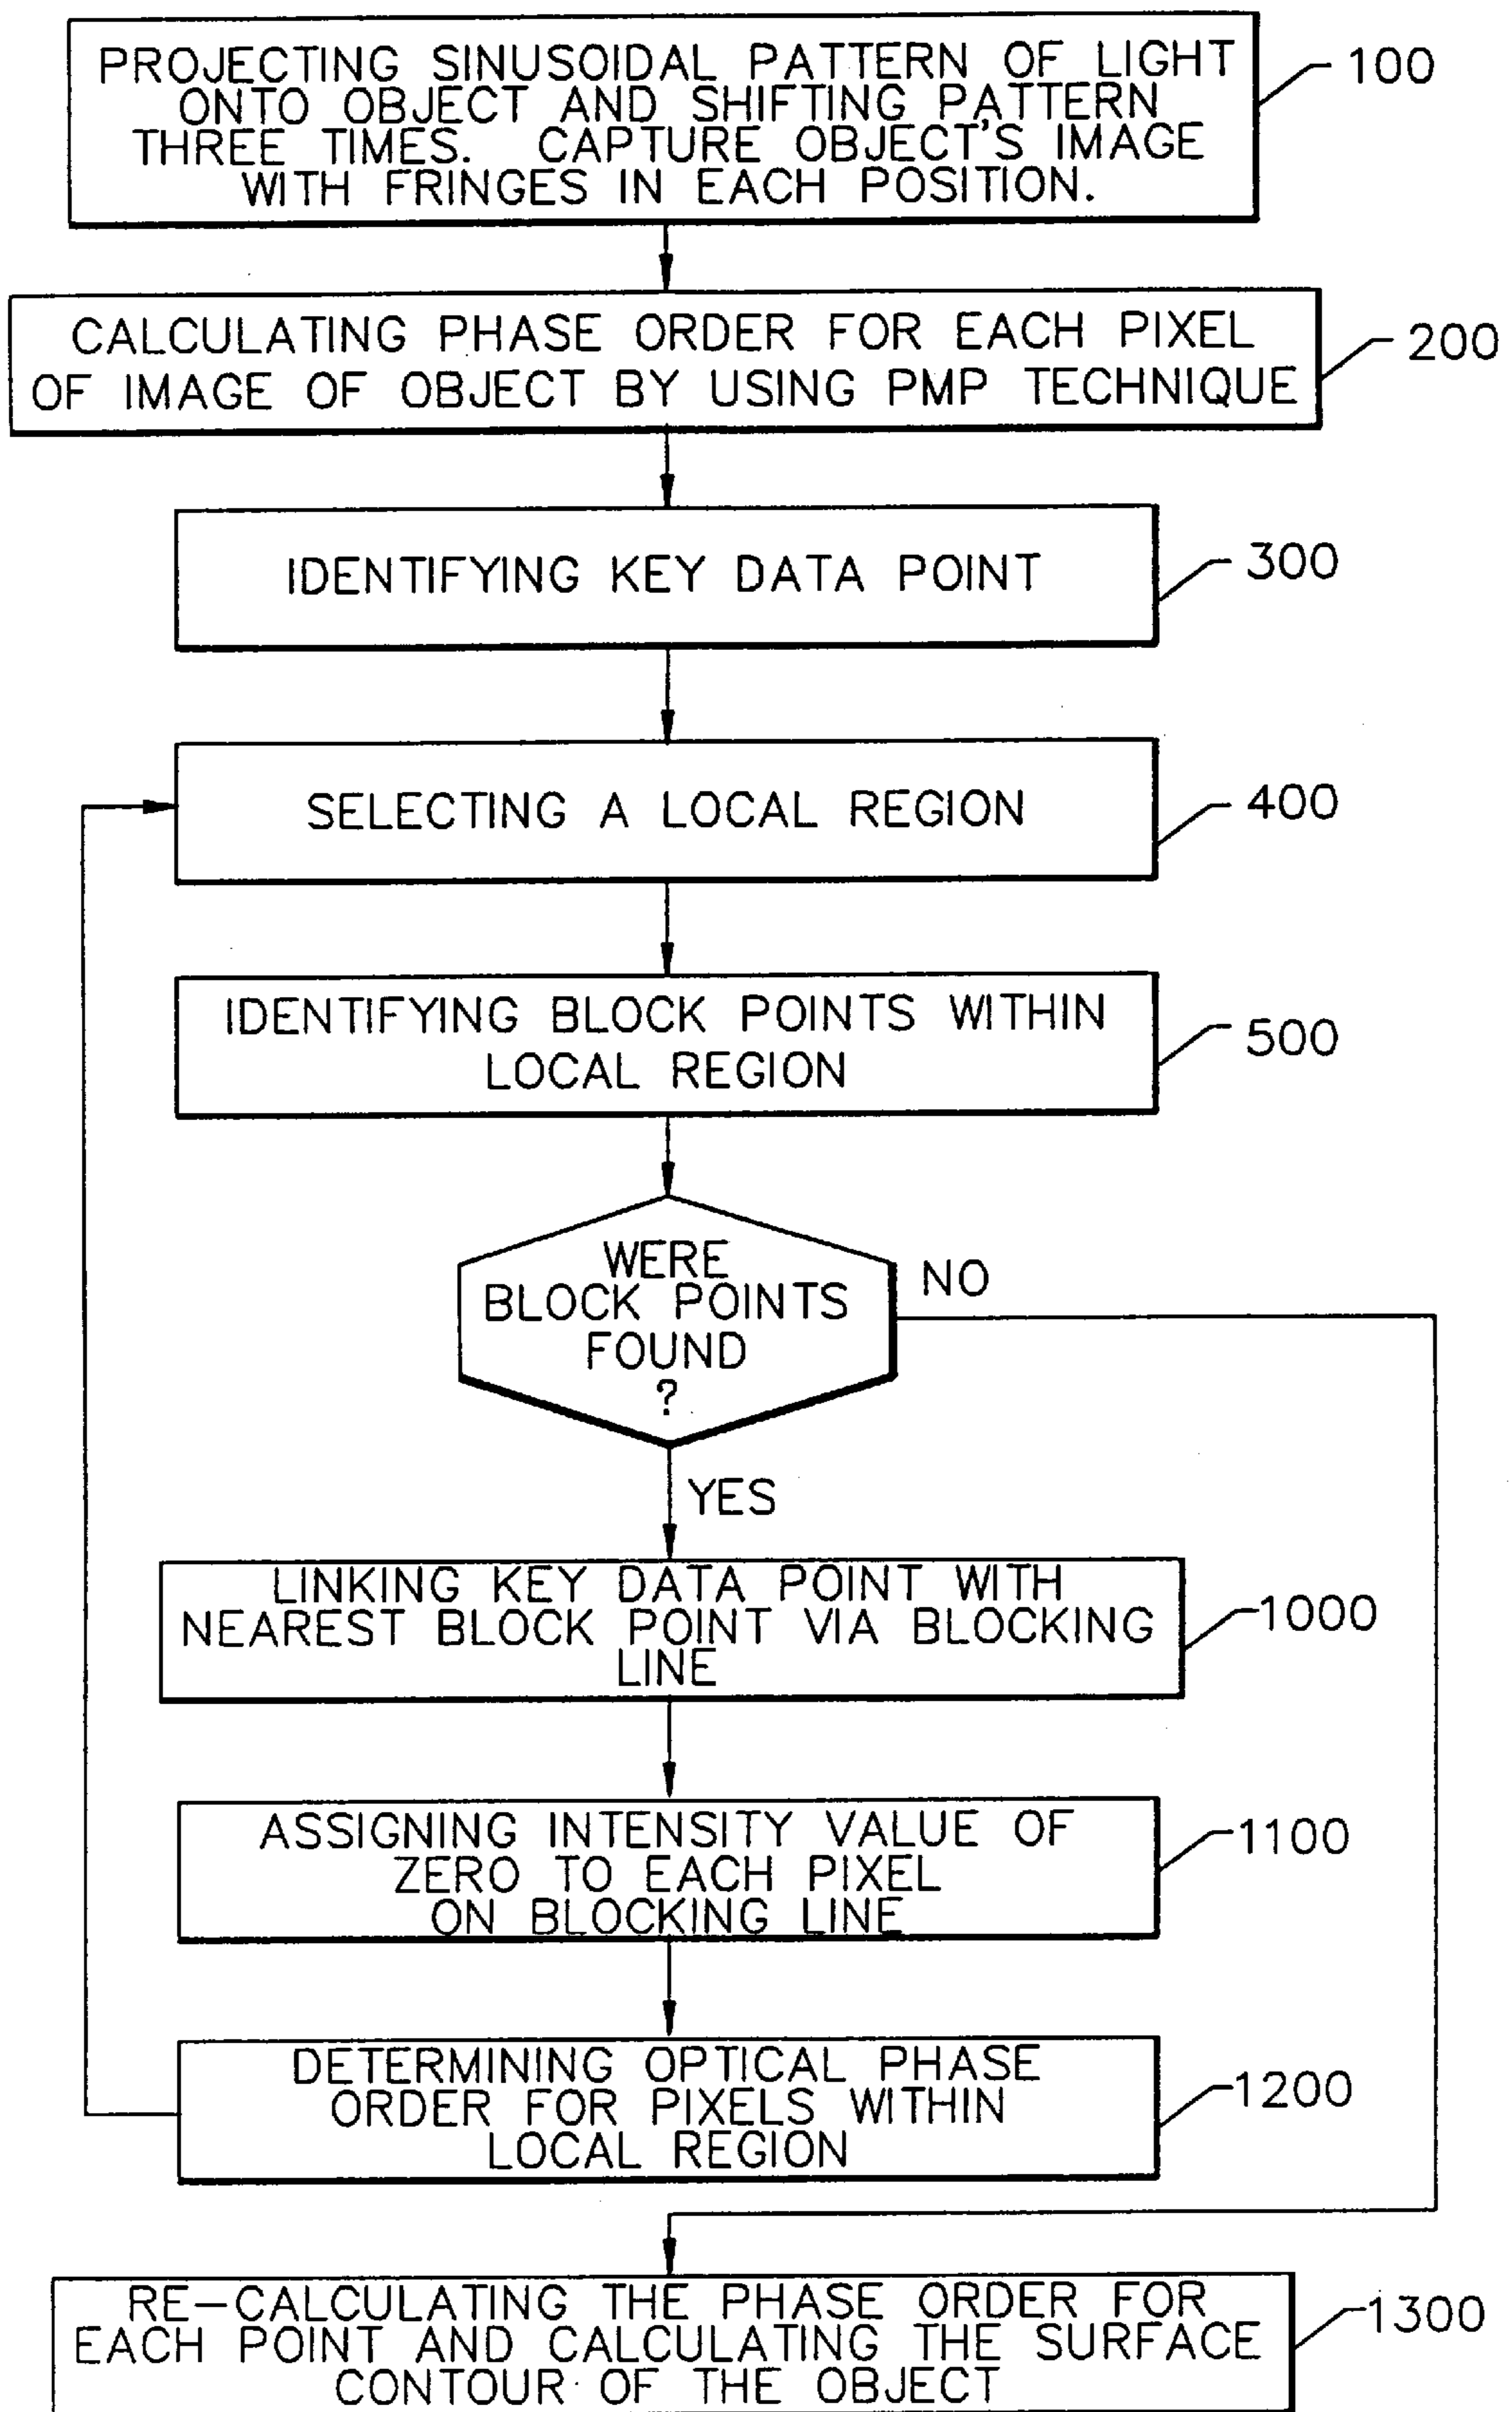 PROJECTING SINUSOIDAL PATTERN OF LIGHT
ONTO OBJECT AND SHIFTING PATTERN
THREE TIMES. CAPTURE OBJECT'S IMAGE
WITH FRINGES IN EACH POSITION.
100
CALCULATING PHASE ORDER FOR EACH PIXEL
OF IMAGE OF OBJECT BY USING PMP TECHNIQUE
200
IDENTIFYING KEY DATA POINT
300
SELECTING A LOCAL REGION
400
IDENTIFYING BLOCK POINTS WITHIN
LOCAL REGION
500
WERE
BLOCK POINTS
FOUND
?
NO
YES
LINKING KEY DATA POINT WITH
NEAREST BLOCK POINT VIA BLOCKING
LINE
1000
ASSIGNING INTENSITY VALUE OF
ZERO TO EACH PIXEL
ON BLOCKING LINE
1100
DETERMINING OPTICAL PHASE
ORDER FOR PIXELS WITHIN
LOCAL REGION
1200
RE-CALCULATING THE PHASE ORDER FOR
EACH POINT AND CALCULATING THE SURFACE
CONTOUR OF THE OBJECT
1300